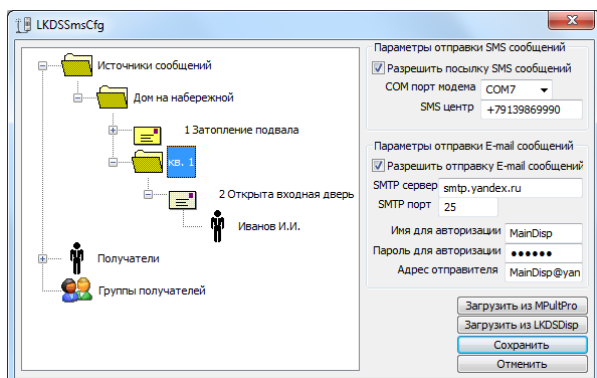 LKDSSmsCfg
Источники сообщений
Дом на набережной
1 Затопление подвала
кв. 1
2 Открыта входная дверь
Иванов И.И.
Получатели
Группы получателей
Параметры отправки SMS сообщений
Разрешить посылку SMS сообщений
COM порт модема COM7
SMS центр +79139869990
Параметры отправки E-mail сообщений
Разрешить отправку E-mail сообщений
SMTP сервер smtp.yandex.ru
SMTP порт 25
Имя для авторизации MainDisp
Пароль для авторизации ●●●●●●
Адрес отправителя MainDisp@yan
Загрузить из MPultPro
Загрузить из LKDSDisp
Сохранить
Отменить